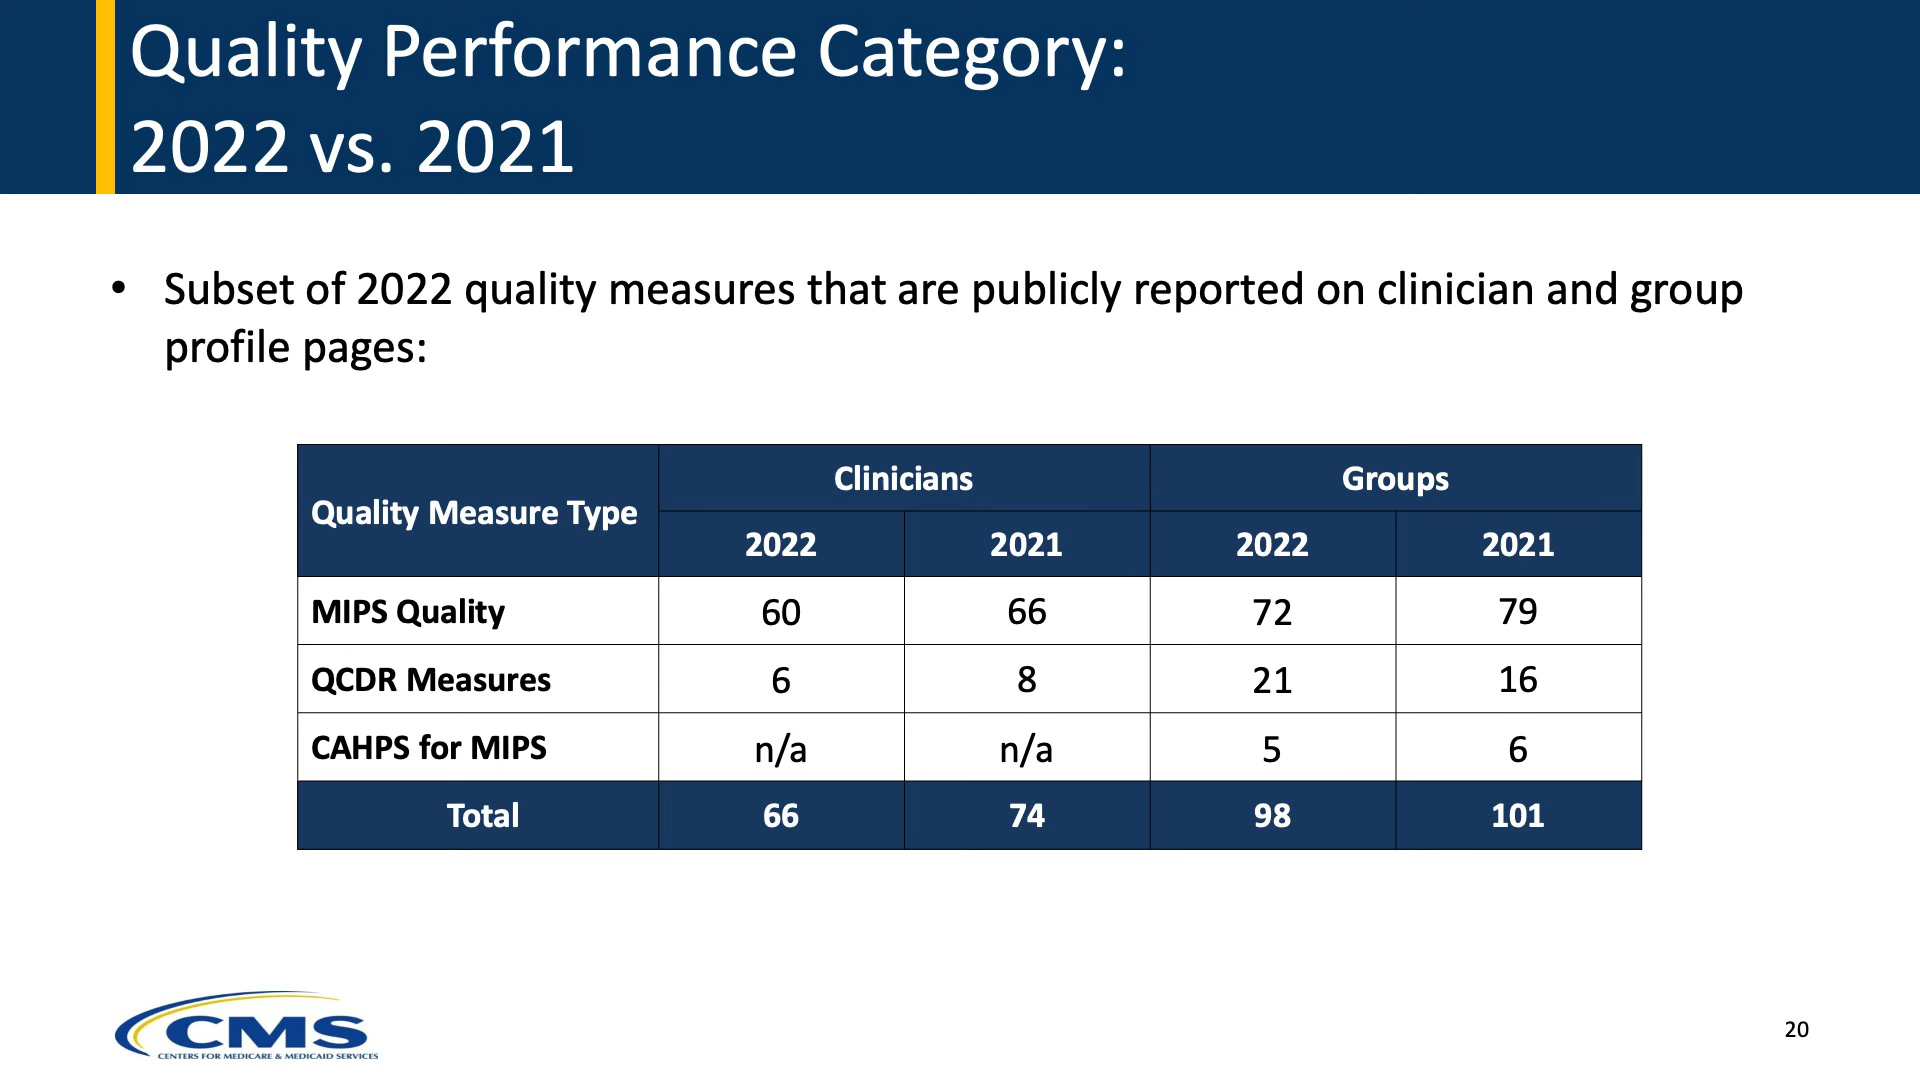 Quality Performance Category:
2022 vs. 2021
• Subset of 2022 quality measures that are publicly reported on clinician and group
profile pages:
Quality Measure Type Clinicians Groups
2022 2021 2022 2021
MIPS Quality 60 66 72 79
QCDR Measures 6 8 21 16
CAHPS for MIPS n/a n/a 5 6
Total 66 74 98 101
CMS
CENTERS FOR MEDICARE & MEDICAID SERVICES
20